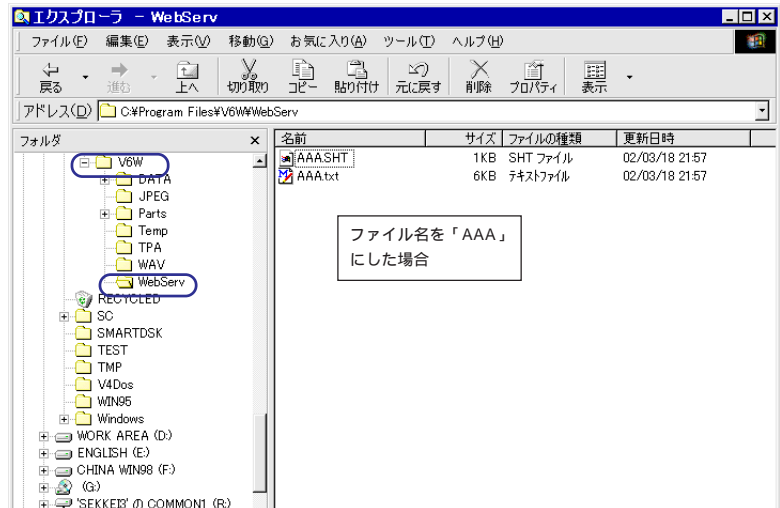 エクスプローラ － WebServ
ファイル(F) 編集(E) 表示(V) 移動(G) お気に入り(A) ツール(T) ヘルプ(H)
戻る 進む 上へ 切り取り コピー 貼り付け 元に戻す 削除 プロパティ 表示
アドレス(D) C:¥Program Files¥V6W¥WebServ
フォルダ
名前 サイズ ファイルの種類 更新日時
AAA.SHT 1KB SHT ファイル 02/03/18 21:57
AAA.txt 6KB テキストファイル 02/03/18 21:57
ファイル名を「AAA」
にした場合
V6W
DATA
JPEG
Parts
Temp
TPA
WAV
WebServ
RECYCLED
SC
SMARTDSK
TEST
TMP
V4Dos
WIN95
Windows
WORK AREA (D:)
ENGLISH (E:)
CHINA WIN98 (F:)
(G:)
'SEKKEI3' の COMMON1 (R:)